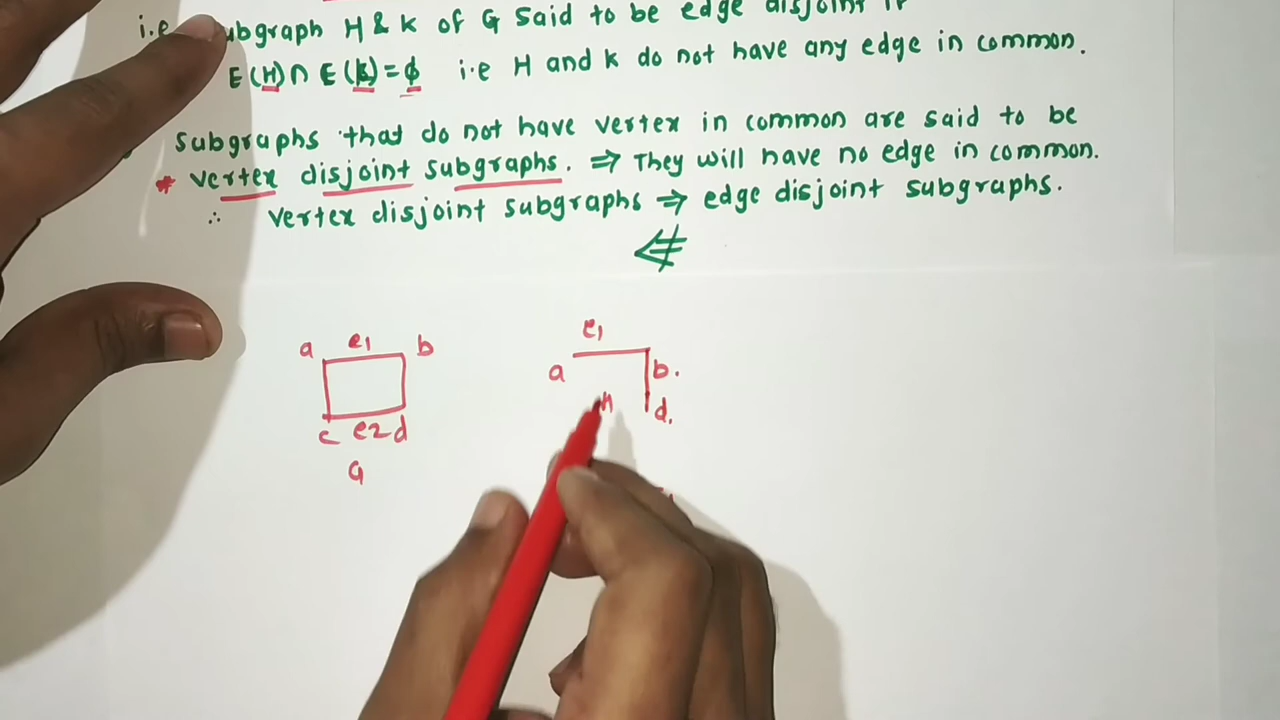 i.e subgraph H & K of G said to be edge disjoint if
E(H) ∩ E(K) = ϕ i.e H and K do not have any edge in common.
subgraphs that do not have vertex in common are said to be
* vertex disjoint subgraphs. ⇒ They will have no edge in common.
∴ vertex disjoint subgraphs ⇒ edge disjoint subgraphs.
⇍
a e1 b
c e2 d
G
e1
a b.
H d.